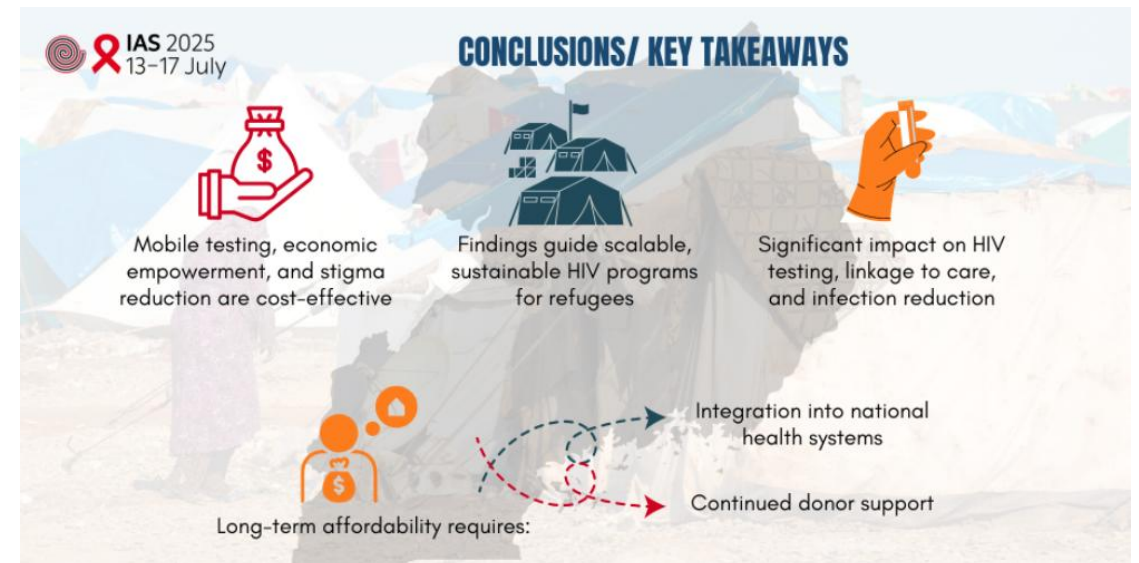 IAS 2025
13–17 July
CONCLUSIONS/ KEY TAKEAWAYS
$
Mobile testing, economic
empowerment, and stigma
reduction are cost-effective
Findings guide scalable,
sustainable HIV programs
for refugees
Significant impact on HIV
testing, linkage to care,
and infection reduction
$
Long-term affordability requires:
Integration into national
health systems
Continued donor support